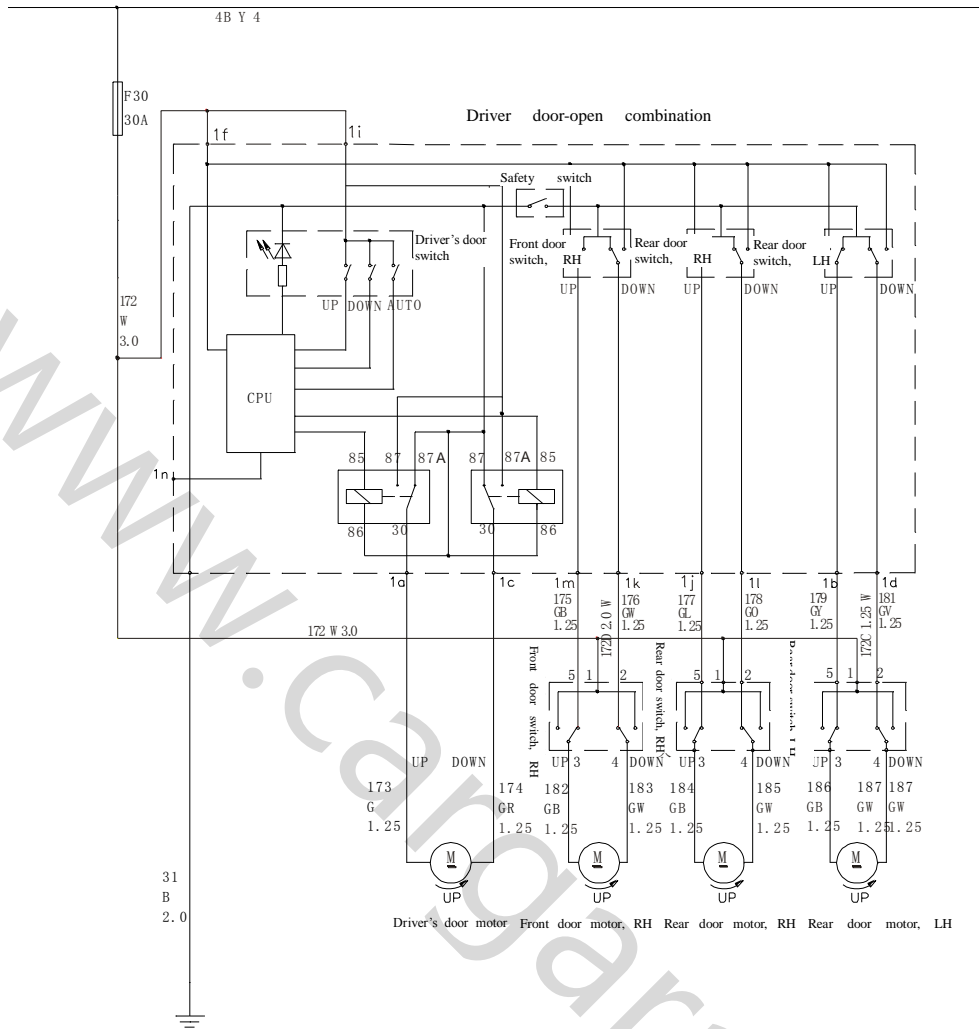 4B Y 4
F30
30A
Driver door-open combination
1f
1i
Safety switch
Driver's door
switch
Front door
switch, RH
Rear door
switch,
RH
Rear door
switch,
LH
UP DOWN AUTO
UP DOWN
UP DOWN
UP DOWN
172
W
3.0
CPU
1n
85 87 87A
87 87A 85
86 30
30 86
1a 1c 1m 1k 1j 1l 1b 1d
175
GB
1.25
172D 2.0 W
176
GW
1.25
177
GL
1.25
178
GO
1.25
179
GY
1.25
172C 1.25 W
181
GV
1.25
172 W 3.0
Front door switch, RH
Rear door switch, RH
5 1 2
5 1 2
5 1 2
UP DOWN
UP 3 4 DOWN
UP 3 4 DOWN
UP 3 4 DOWN
173
G
1.25
174
GR
1.25
182
GB
1.25
183
GW
1.25
184
GB
1.25
185
GW
1.25
186
GB
1.25
187
GW
1.25
187
GW
1.25
M
M
M
M
UP
UP
UP
UP
31
B
2.0
Driver's door motor Front door motor, RH Rear door motor, RH Rear door motor, LH